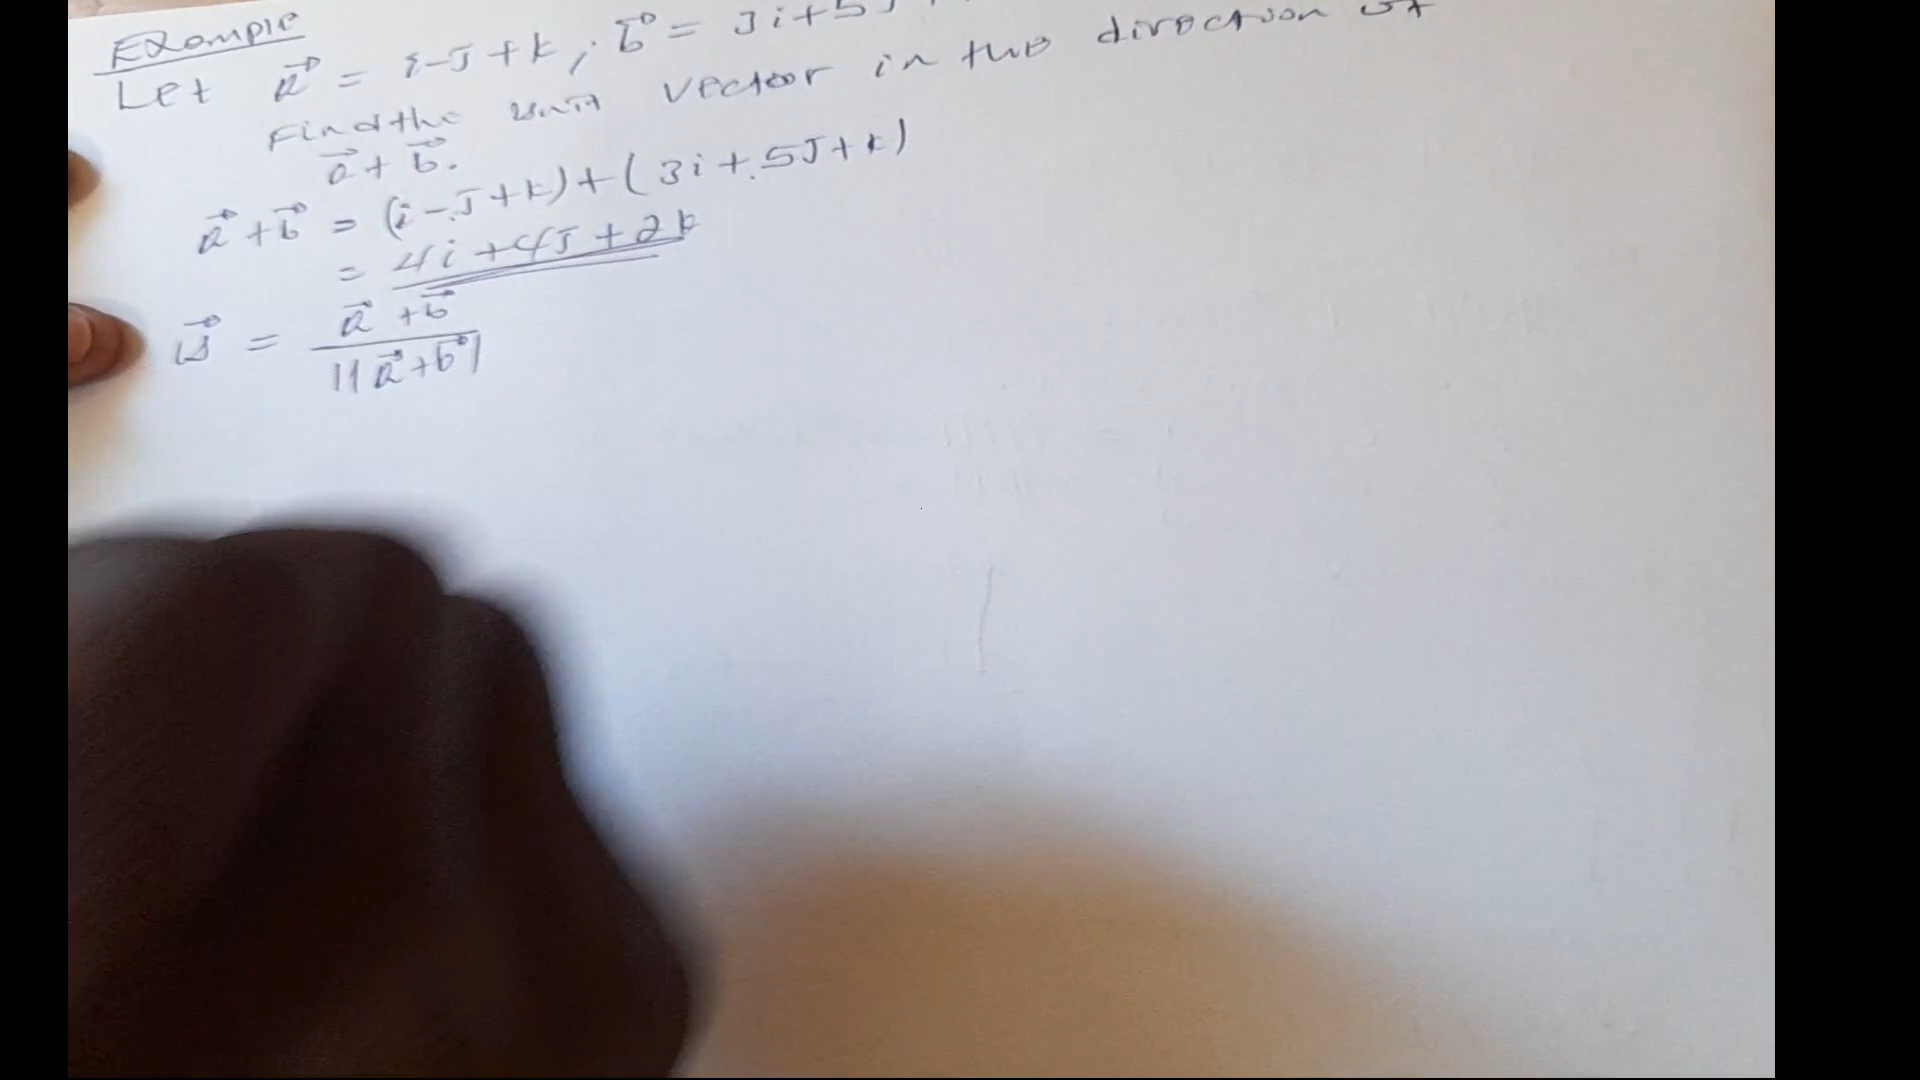 Example
Let a⃗ = i-J+k, b⃗ = 3i+5J
Find the unit vector in the direction of
a⃗ + b⃗.
a⃗ + b⃗ = (i-J+k)+(3i+5J+k)
= 4i+4J+2k
u⃗ = a⃗ + b⃗
||a⃗+b⃗|